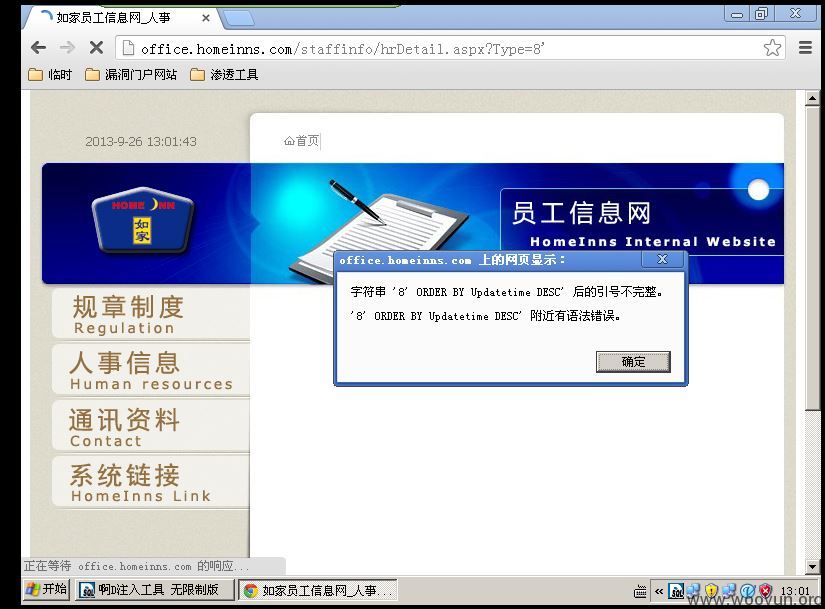 如家员工信息网_人事
office.homeinns.com/staffinfo/hrDetail.aspx?Type=8'
临时 漏洞门户网站 渗透工具
2013-9-26 13:01:43
首页
HOME INN
如家
员工信息网
HomeInns Internal Website
office.homeinns.com 上的网页显示：
字符串 '8' ORDER BY Updatetime DESC' 后的引号不完整。
'8' ORDER BY Updatetime DESC' 附近有语法错误。
确定
规章制度
Regulation
人事信息
Human resources
通讯资料
Contact
系统链接
HomeInns Link
正在等待 office.homeinns.com 的响应...
开始 啊D注入工具 无限制版 如家员工信息网_人事... 13:01
www.wooyun.org